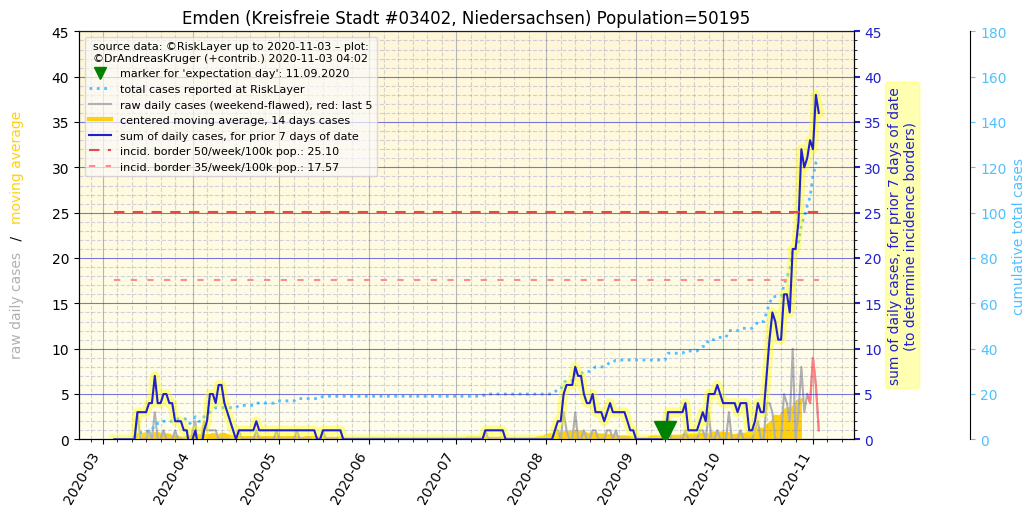 Emden (Kreisfreie Stadt #03402, Niedersachsen) Population=50195
source data: ©RiskLayer up to 2020-11-03 – plot:
©DrAndreasKruger (+contrib.) 2020-11-03 04:02
marker for 'expectation day': 11.09.2020
total cases reported at RiskLayer
raw daily cases (weekend-flawed), red: last 5
centered moving average, 14 days cases
sum of daily cases, for prior 7 days of date
incid. border 50/week/100k pop.: 25.10
incid. border 35/week/100k pop.: 17.57
raw daily cases / moving average
45
40
35
30
25
20
15
10
5
0
2020-03
2020-04
2020-05
2020-06
2020-07
2020-08
2020-09
2020-10
2020-11
45
40
35
30
25
20
15
10
5
0
sum of daily cases, for prior 7 days of date
(to determine incidence borders)
180
160
140
120
100
80
60
40
20
0
cumulative total cases